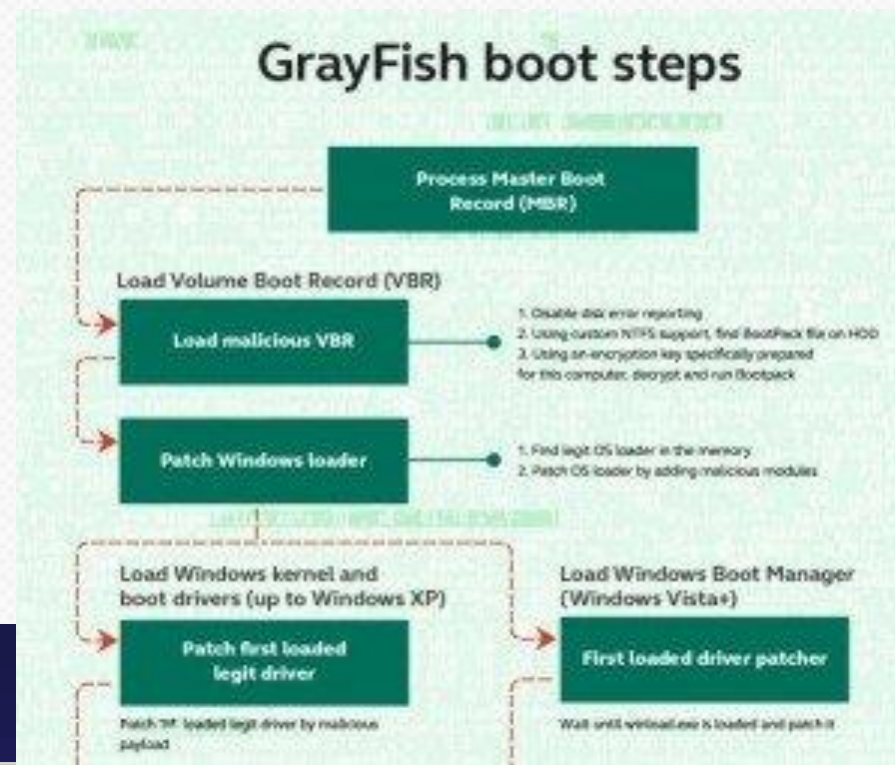 GrayFish boot steps
Process Master Boot
Record (MBR)
Load Volume Boot Record (VBR)
Load malicious VBR
1. Disable disk error reporting
2. Using custom NTFS support, find BootPack file on HDD
3. Using an encryption key specifically prepared
for this computer, decrypt and run Bootpack
Patch Windows loader
1. Find legit OS loader in the memory
2. Patch OS loader by adding malicious modules
Load Windows kernel and
boot drivers (up to Windows XP)
Patch first loaded
legit driver
Patch 1st loaded legit driver by malicious
payload
Load Windows Boot Manager
(Windows Vista+)
First loaded driver patcher
Wait until winload.exe is loaded and patch it